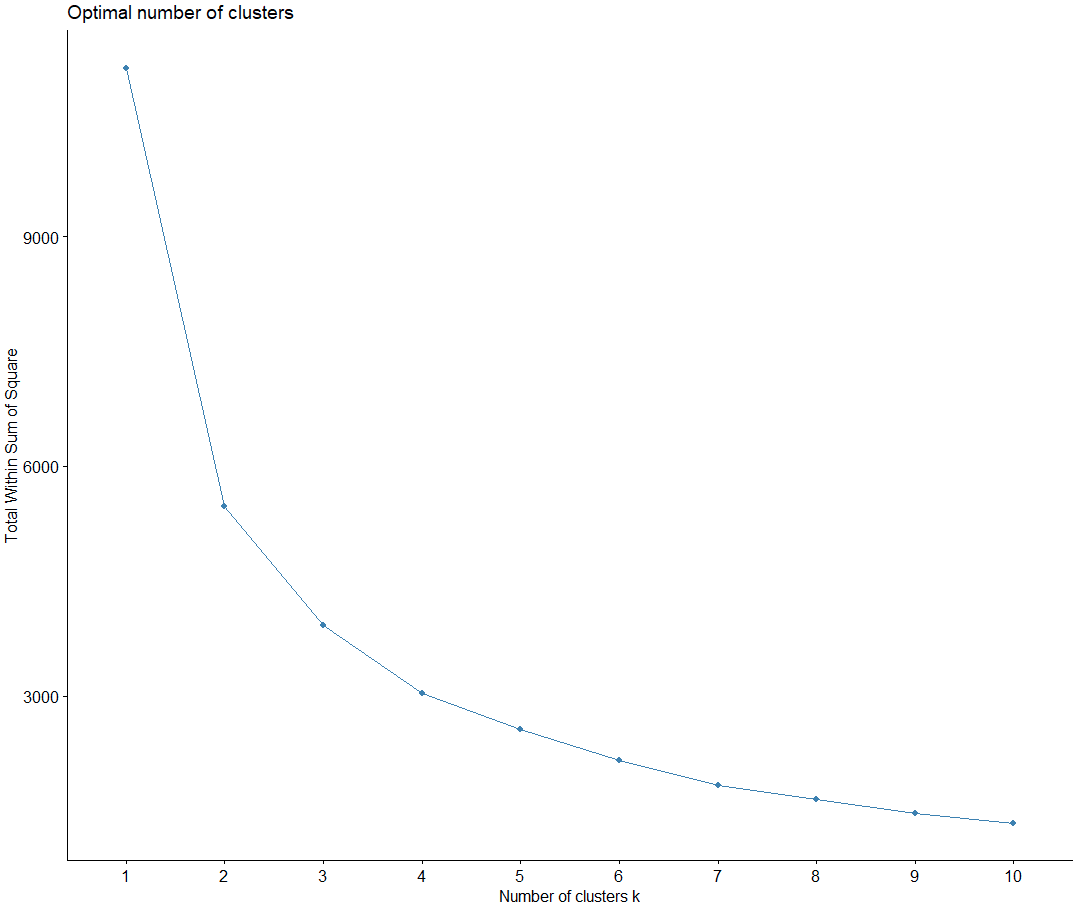 Optimal number of clusters
Total Within Sum of Square
9000
6000
3000
1 2 3 4 5 6 7 8 9 10
Number of clusters k